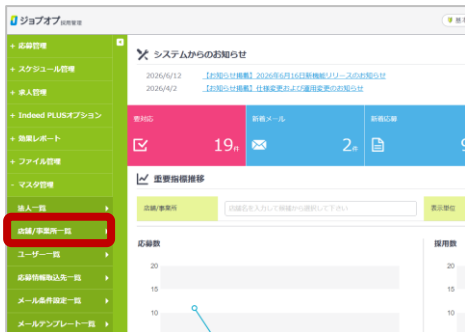 ジョブオプ 採用管理
+ 応募管理
+ スケジュール管理
+ 求人管理
+ Indeed PLUSオプション
+ 効果レポート
+ ファイル管理
- マスタ管理
法人一覧
店舗/事業所一覧
ユーザー一覧
応募情報取込先一覧
メール条件設定一覧
メールテンプレート一覧
システムからのお知らせ
2026/6/12 【お知らせ掲載】2026年6月16日新機能リリースのお知らせ
2026/4/2 【お知らせ掲載】仕様変更および運用変更のお知らせ
要対応 新着メール 新着応募
19件 2件
重要指標推移
店舗/事業所 店舗名を入力して候補から選択して下さい 表示単位
応募数 採用数
20 20
15 15
10 10